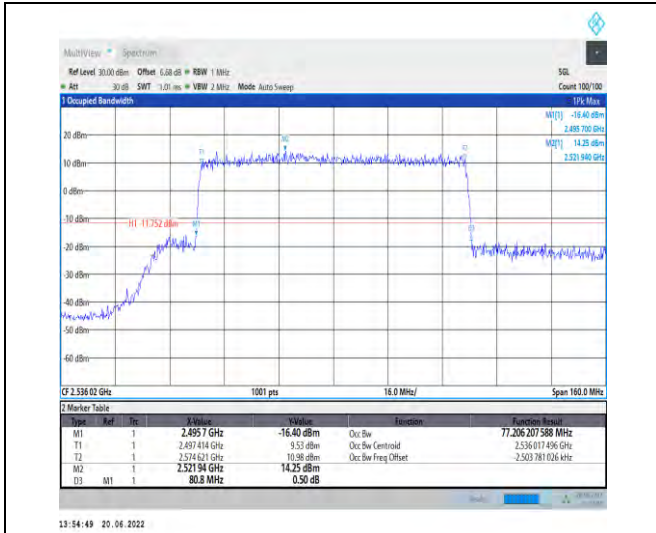 MultiView Spectrum
Ref Level 30.00 dBm Offset 6.68 dB RBW 1 MHz SGL
Att 30 dB SWT 1.01 ms VBW 2 MHz Mode Auto Sweep Count 100/100
1 Occupied Bandwidth 1Pk Max
M1[1] -16.40 dBm
2.495 700 GHz
M2[1] 14.25 dBm
2.521 940 GHz
20 dBm
M2
T1
T2
10 dBm
0 dBm
-10 dBm
H1 -11.752 dBm M1
D3
-20 dBm
-30 dBm
-40 dBm
-50 dBm
-60 dBm
CF 2.536 02 GHz 1001 pts 16.0 MHz/ Span 160.0 MHz
2 Marker Table
Type Ref Trc X-Value Y-Value Function Function Result
M1 1 2.495 7 GHz -16.40 dBm Occ Bw 77.206 207 588 MHz
T1 1 2.497 414 GHz 9.53 dBm Occ Bw Centroid 2.536 017 496 GHz
T2 1 2.574 621 GHz 10.98 dBm Occ Bw Freq Offset -2.503 781 026 kHz
M2 1 2.521 94 GHz 14.25 dBm
D3 M1 1 80.8 MHz 0.50 dB
13:54:49 20.06.2022